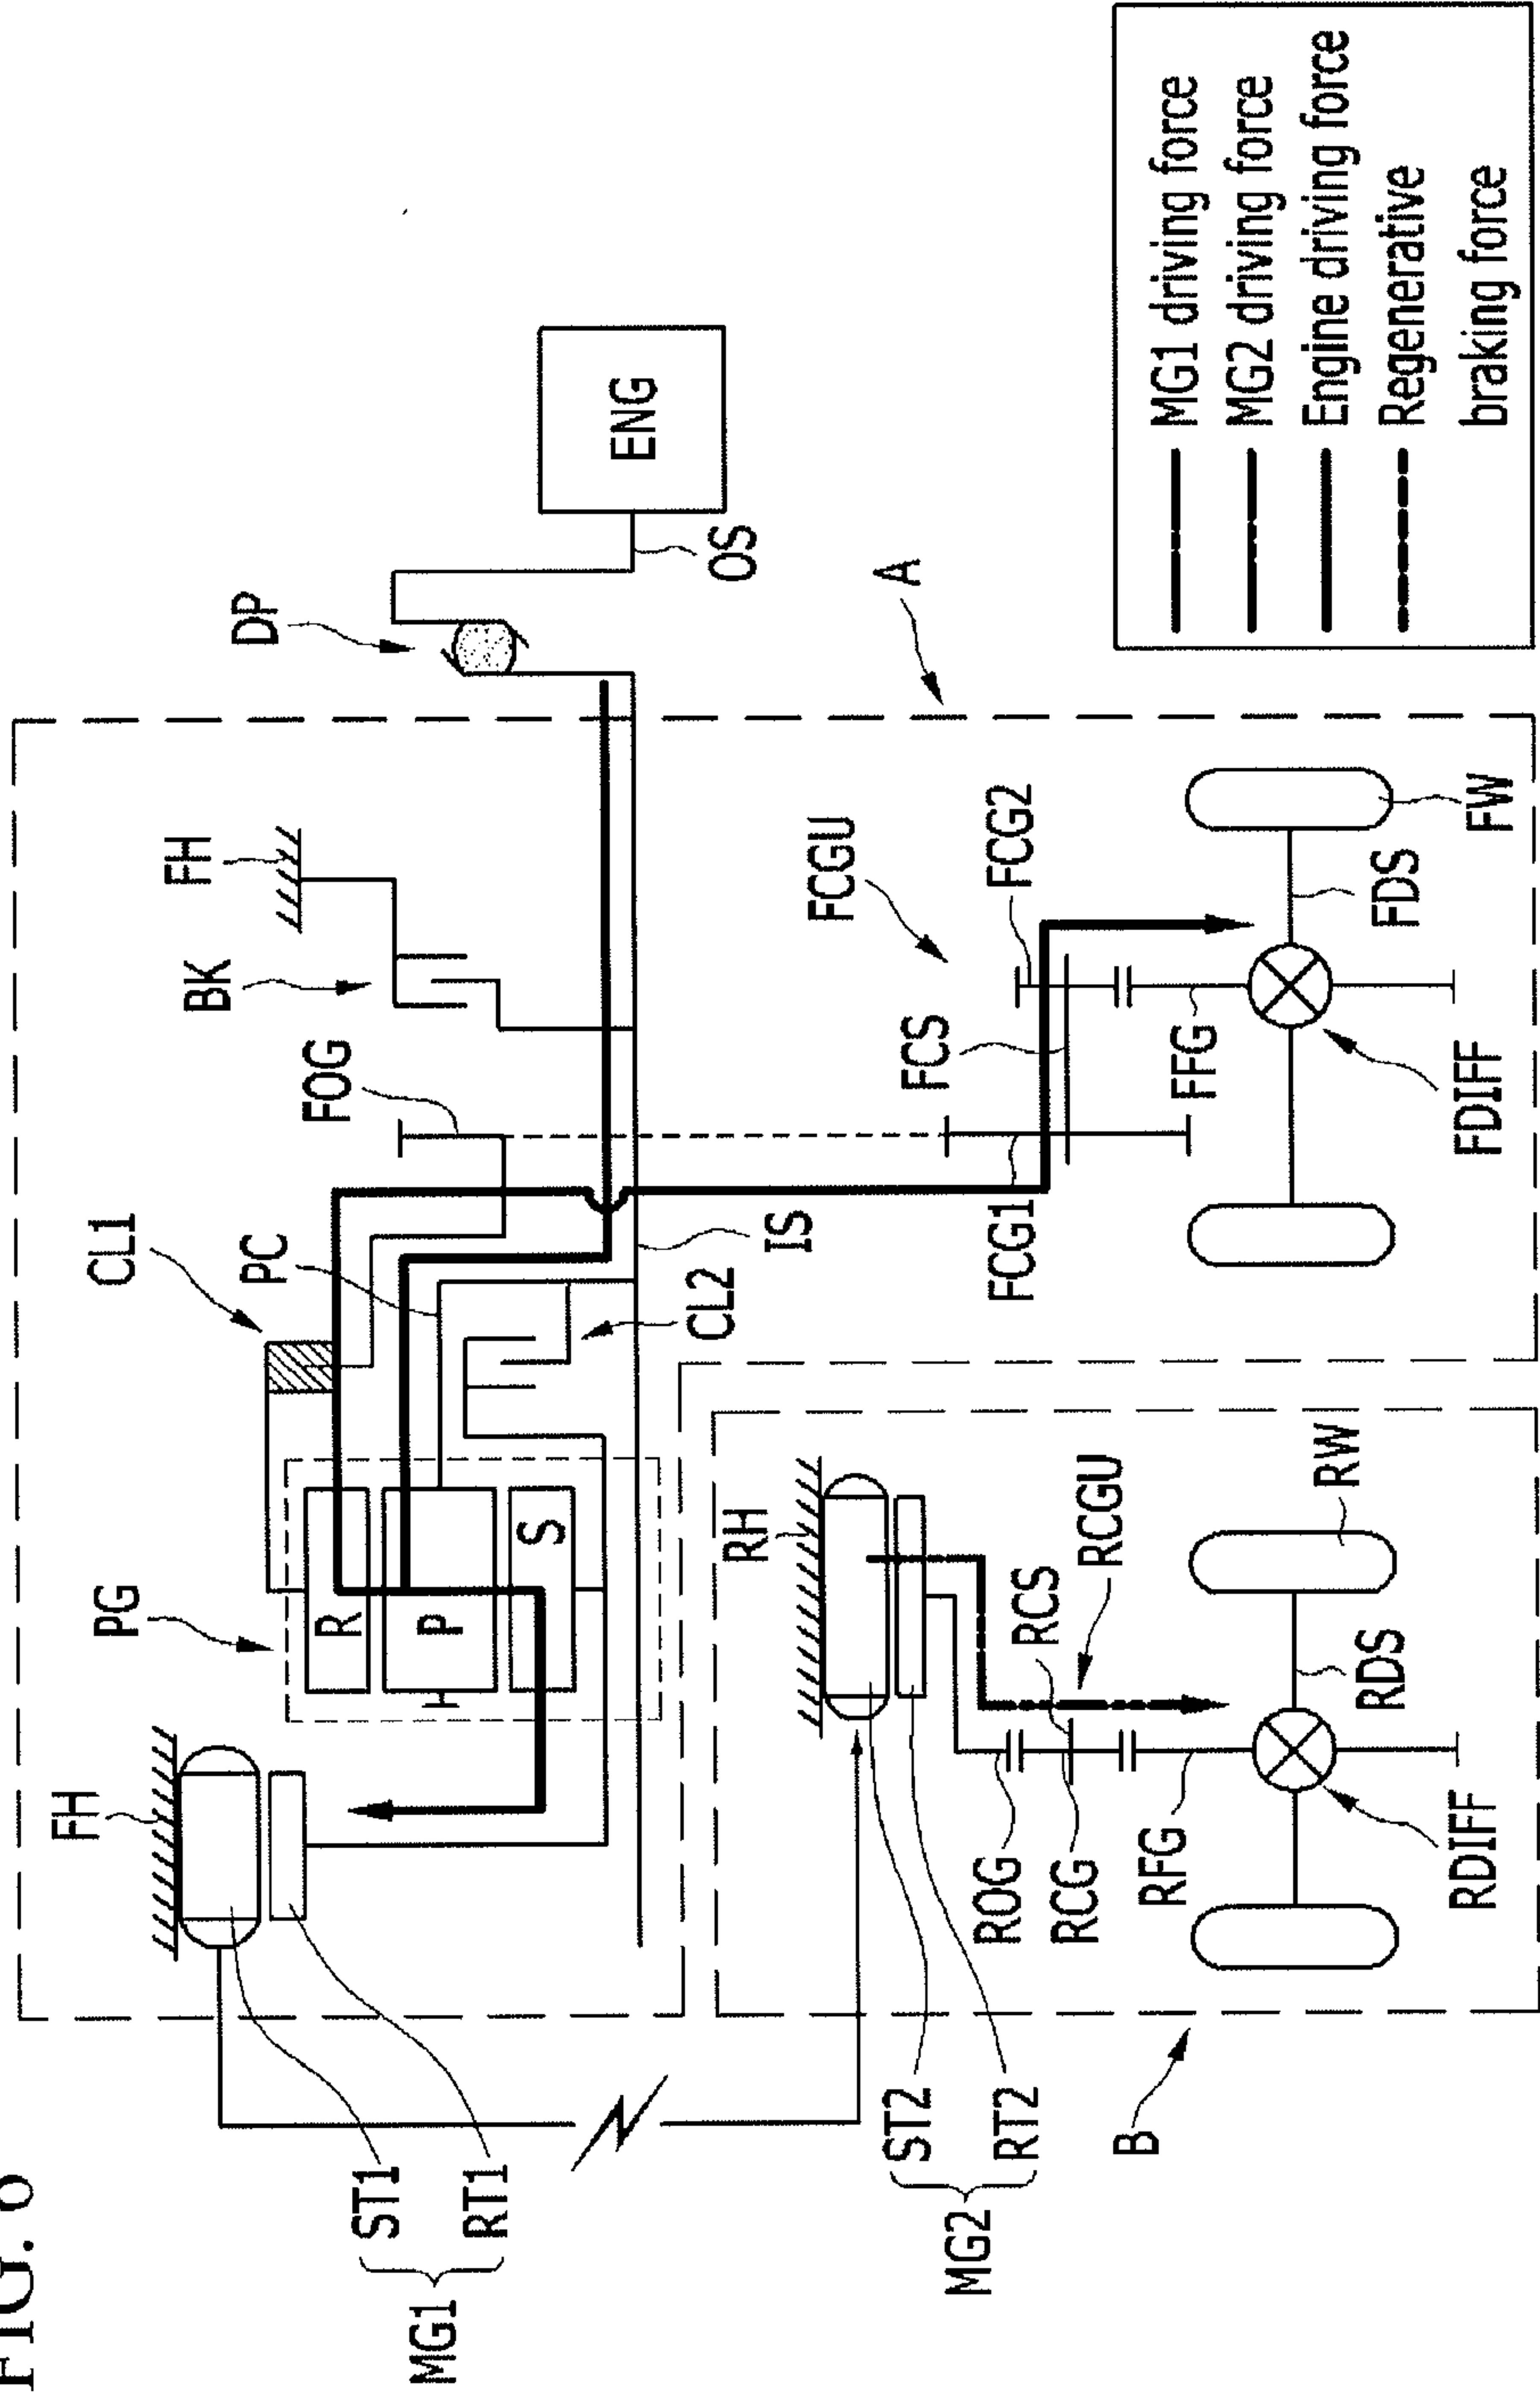 FIG. 6
MG1
ST1
RT1
FH
PG
R
P
S
CL1
PC
CL2
IS
FOG
BK
FH
DP
OS
ENG
A
MG2
ST2
RT2
B
RH
ROG
RCG
RCS
RCGU
RFG
RDIFF
RDS
RW
FCG1
FCS
FCGU
FCG2
FFG
FDIFF
FDS
FW
MG1 driving force
MG2 driving force
Engine driving force
Regenerative
braking force